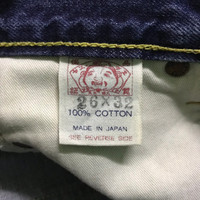 26×32
100% COTTON
MADE IN JAPAN
SEE REVERSE SIDE